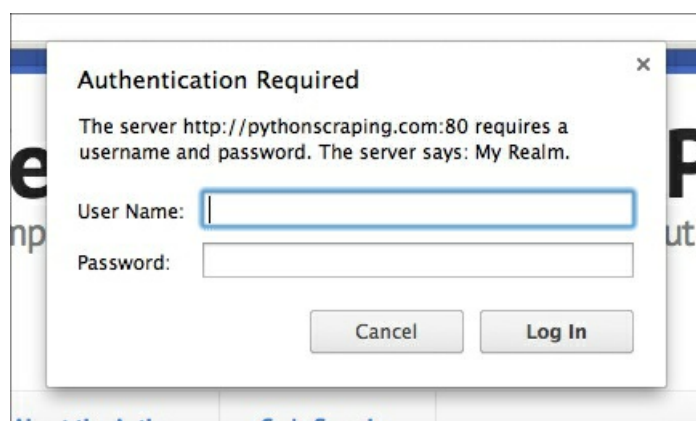 Authentication Required
The server http://pythonscraping.com:80 requires a
username and password. The server says: My Realm.
User Name:
Password:
Cancel
Log In